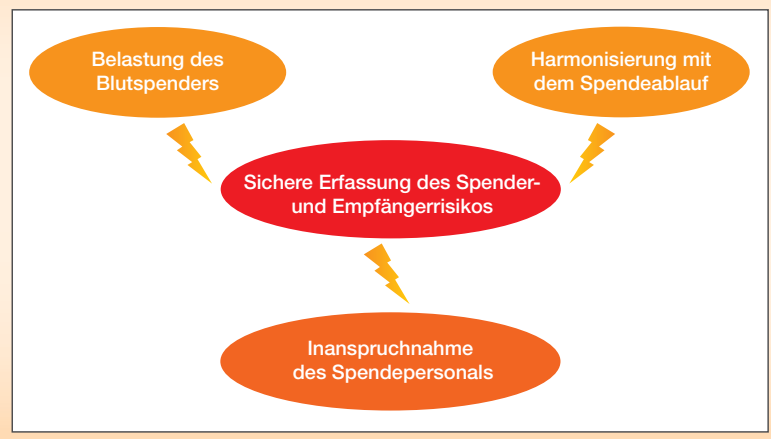 Belastung des
Blutspenders
Harmonisierung mit
dem Spendeablauf
Sichere Erfassung des Spender-
und Empfängerrisikos
Inanspruchnahme
des Spendepersonals